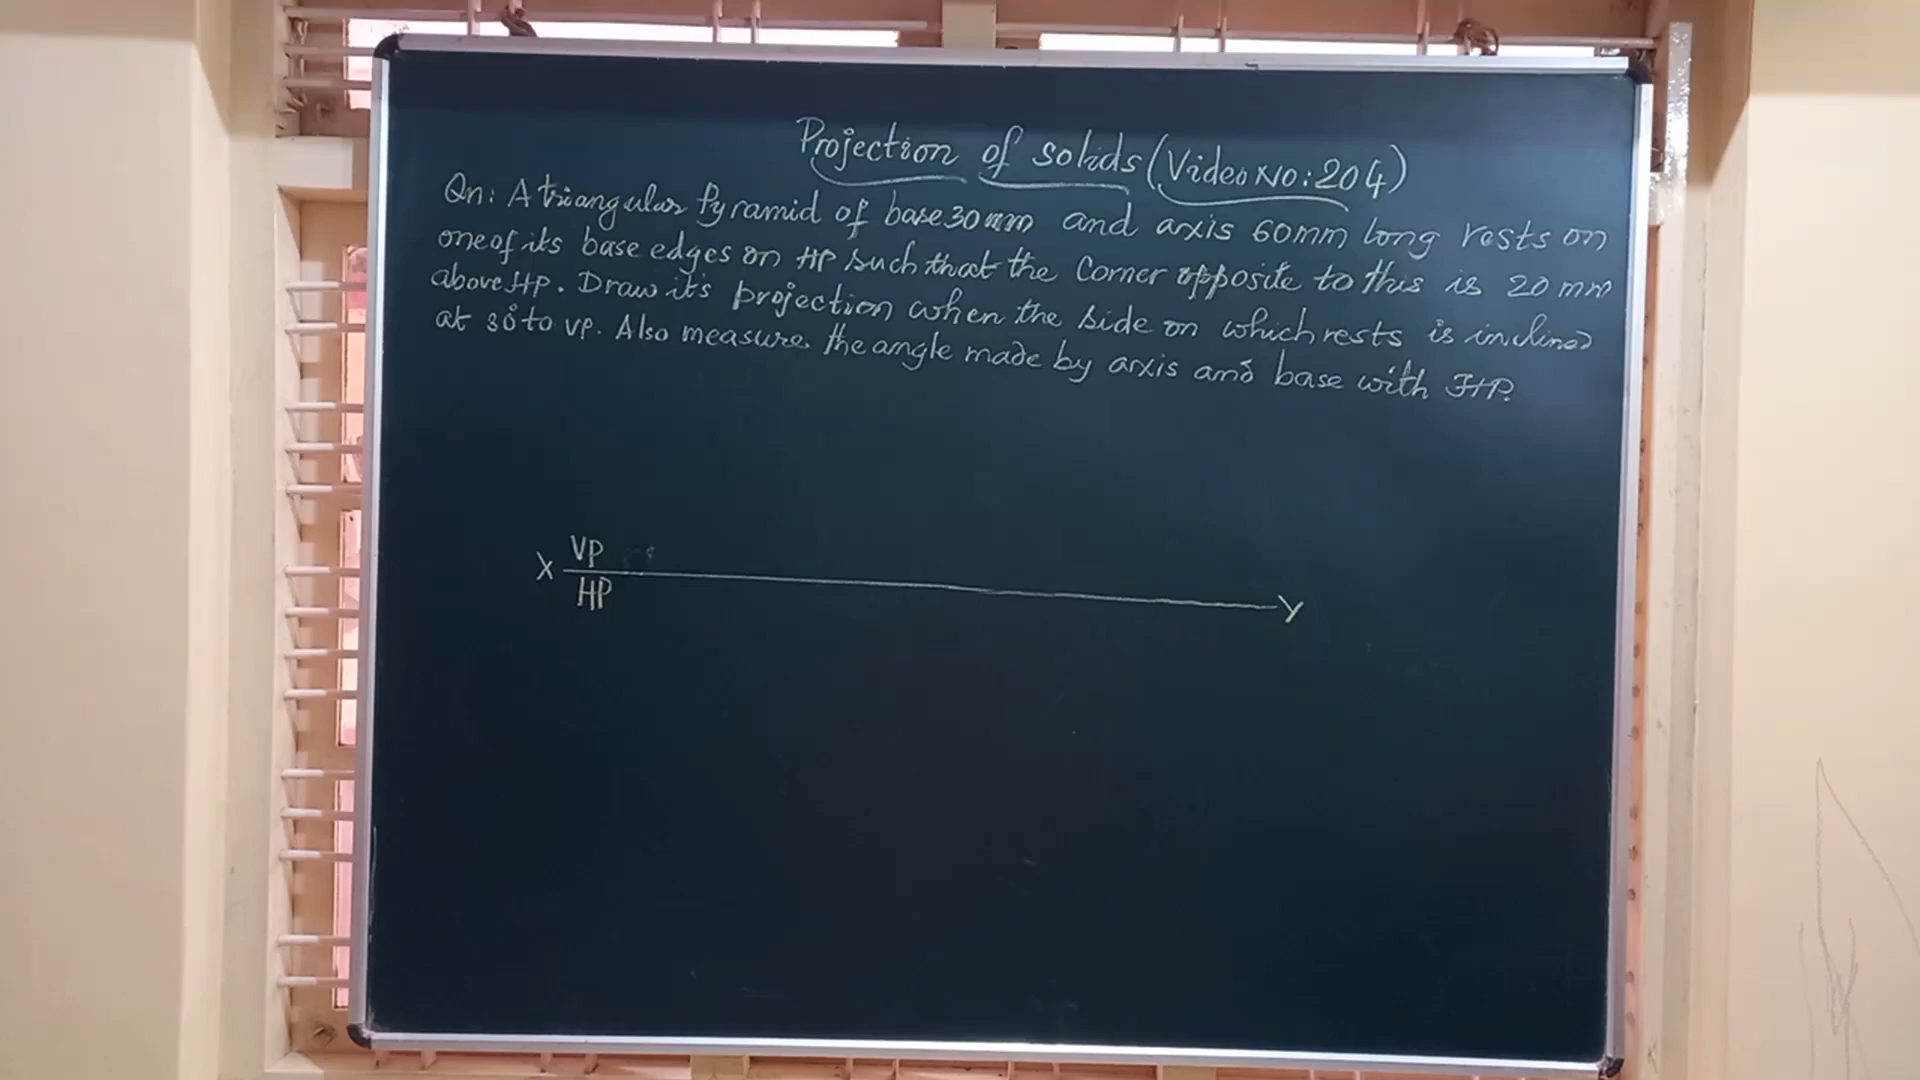 Projection of solids (Video No: 204)
Qn: A triangular Pyramid of base 30mm and axis 60mm long rests on
one of its base edges on HP such that the Corner opposite to this is 20 mm
above HP. Draw it's projection when the side on which rests is inclined
at 30° to VP. Also measure the angle made by axis and base with HP.
VP
X Y
HP